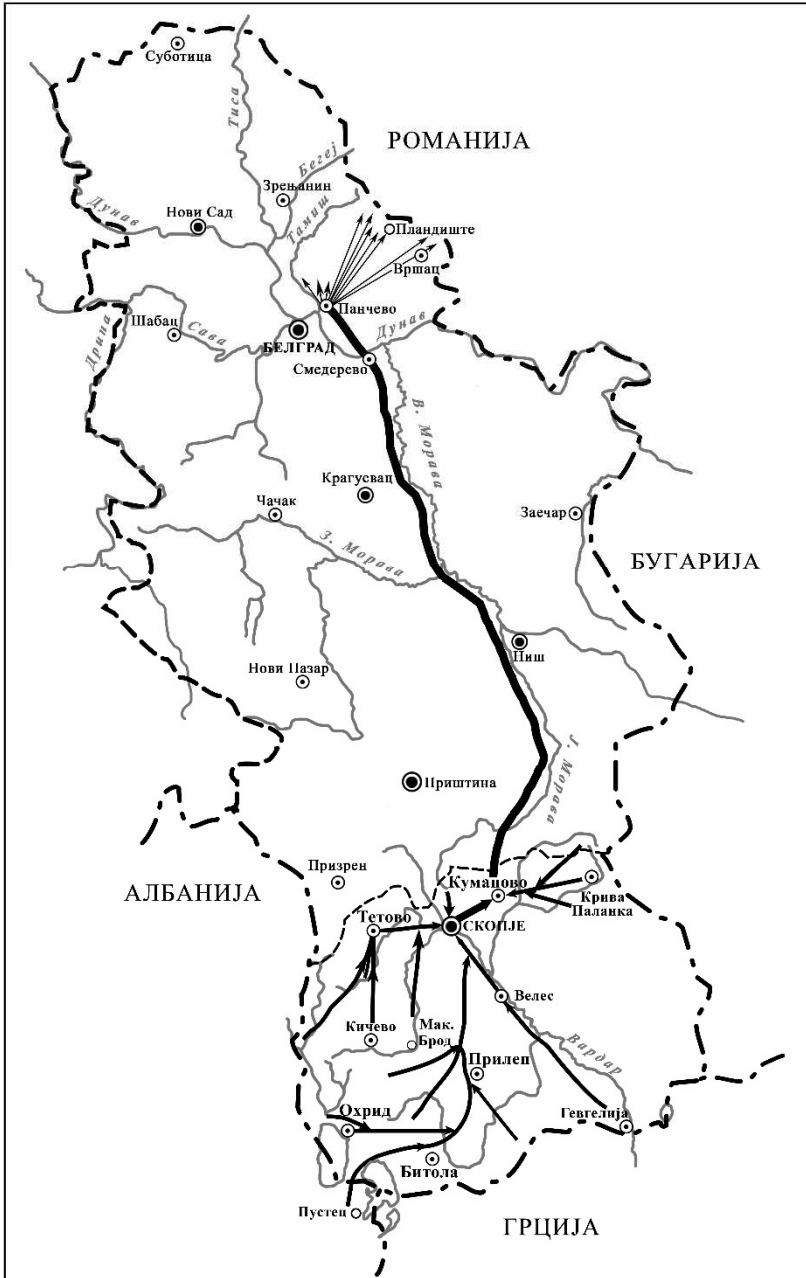 Суботица
Тиса
РОМАНИЈА
Бегеј
Зрењанин
Дунав
Нови Сад
Тамиш
Пландиште
Вршац
Панчево
Дрина
Шабац
Сава
БЕЛГРАД
Дунав
Смедерево
В. Морава
Крагуевац
Чачак
Заечар
З. Морава
БУГАРИЈА
Ниш
Нови Пазар
Ј. Морава
Приштина
Призрен
АЛБАНИЈА
Куманово
Крива
Паланка
Тетово
СКОПЈЕ
Велес
Кичево
Мак.
Брод
Вардар
Прилеп
Охрид
Гевгелија
Битола
Пустец
ГРЦИЈА